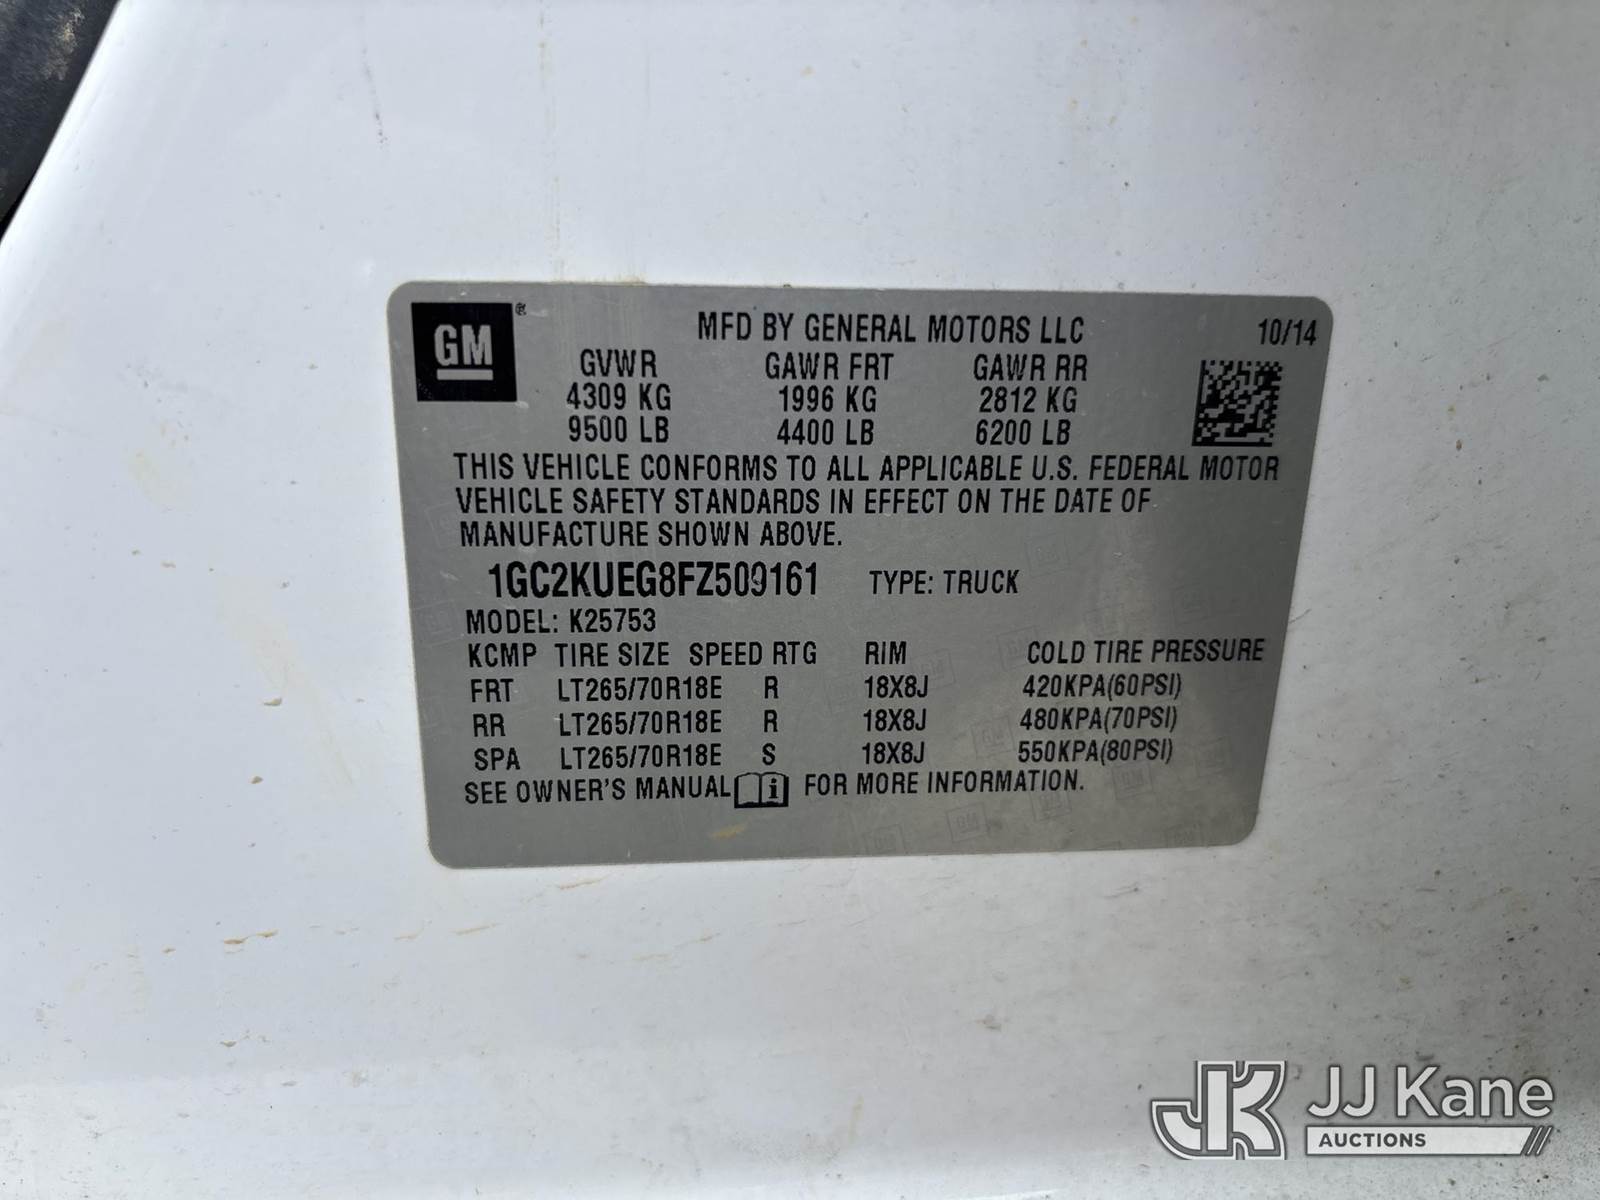 GM
MFD BY GENERAL MOTORS LLC 10/14
GVWR GAWR FRT GAWR RR
4309 KG 1996 KG 2812 KG
9500 LB 4400 LB 6200 LB
THIS VEHICLE CONFORMS TO ALL APPLICABLE U.S. FEDERAL MOTOR
VEHICLE SAFETY STANDARDS IN EFFECT ON THE DATE OF
MANUFACTURE SHOWN ABOVE.
1GC2KUEG8FZ509161 TYPE: TRUCK
MODEL: K25753
KCMP TIRE SIZE SPEED RTG RIM COLD TIRE PRESSURE
FRT LT265/70R18E R 18X8J 420KPA(60PSI)
RR LT265/70R18E R 18X8J 480KPA(70PSI)
SPA LT265/70R18E S 18X8J 550KPA(80PSI)
SEE OWNER'S MANUAL i FOR MORE INFORMATION.
JK JJ Kane
AUCTIONS